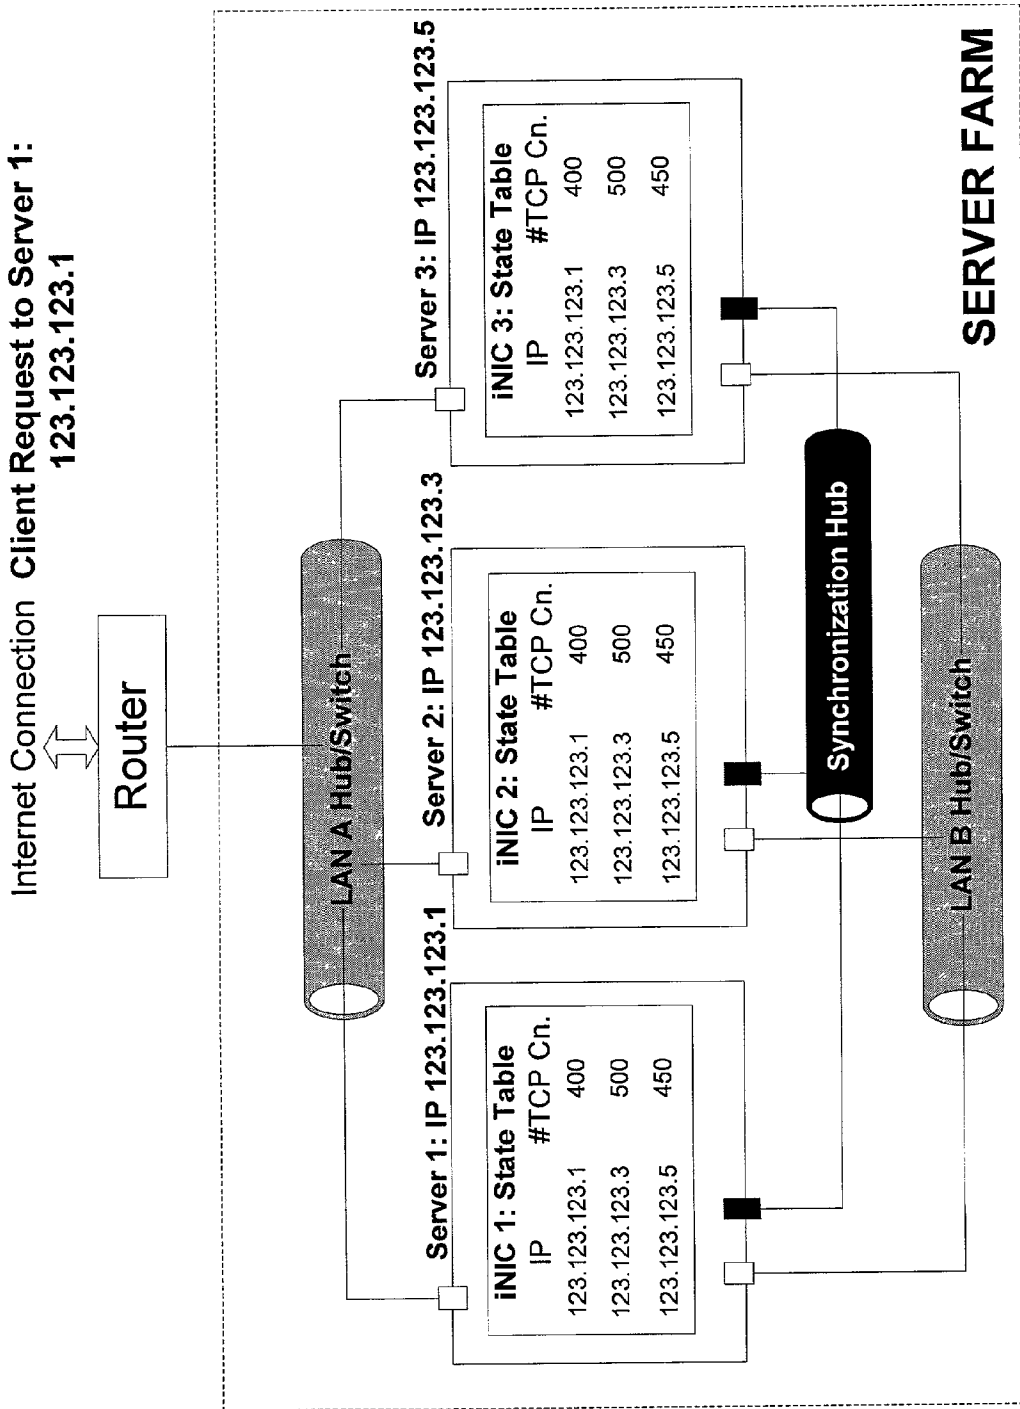 Internet Connection
Client Request to Server 1:
123.123.123.1
Router
LAN A Hub/Switch
Server 1: IP 123.123.123.1
iNIC 1: State Table
IP #TCP Cn.
123.123.123.1 400
123.123.123.3 500
123.123.123.5 450
Server 2: IP 123.123.123.3
iNIC 2: State Table
IP #TCP Cn.
123.123.123.1 400
123.123.123.3 500
123.123.123.5 450
Server 3: IP 123.123.123.5
iNIC 3: State Table
IP #TCP Cn.
123.123.123.1 400
123.123.123.3 500
123.123.123.5 450
Synchronization Hub
LAN B Hub/Switch
SERVER FARM